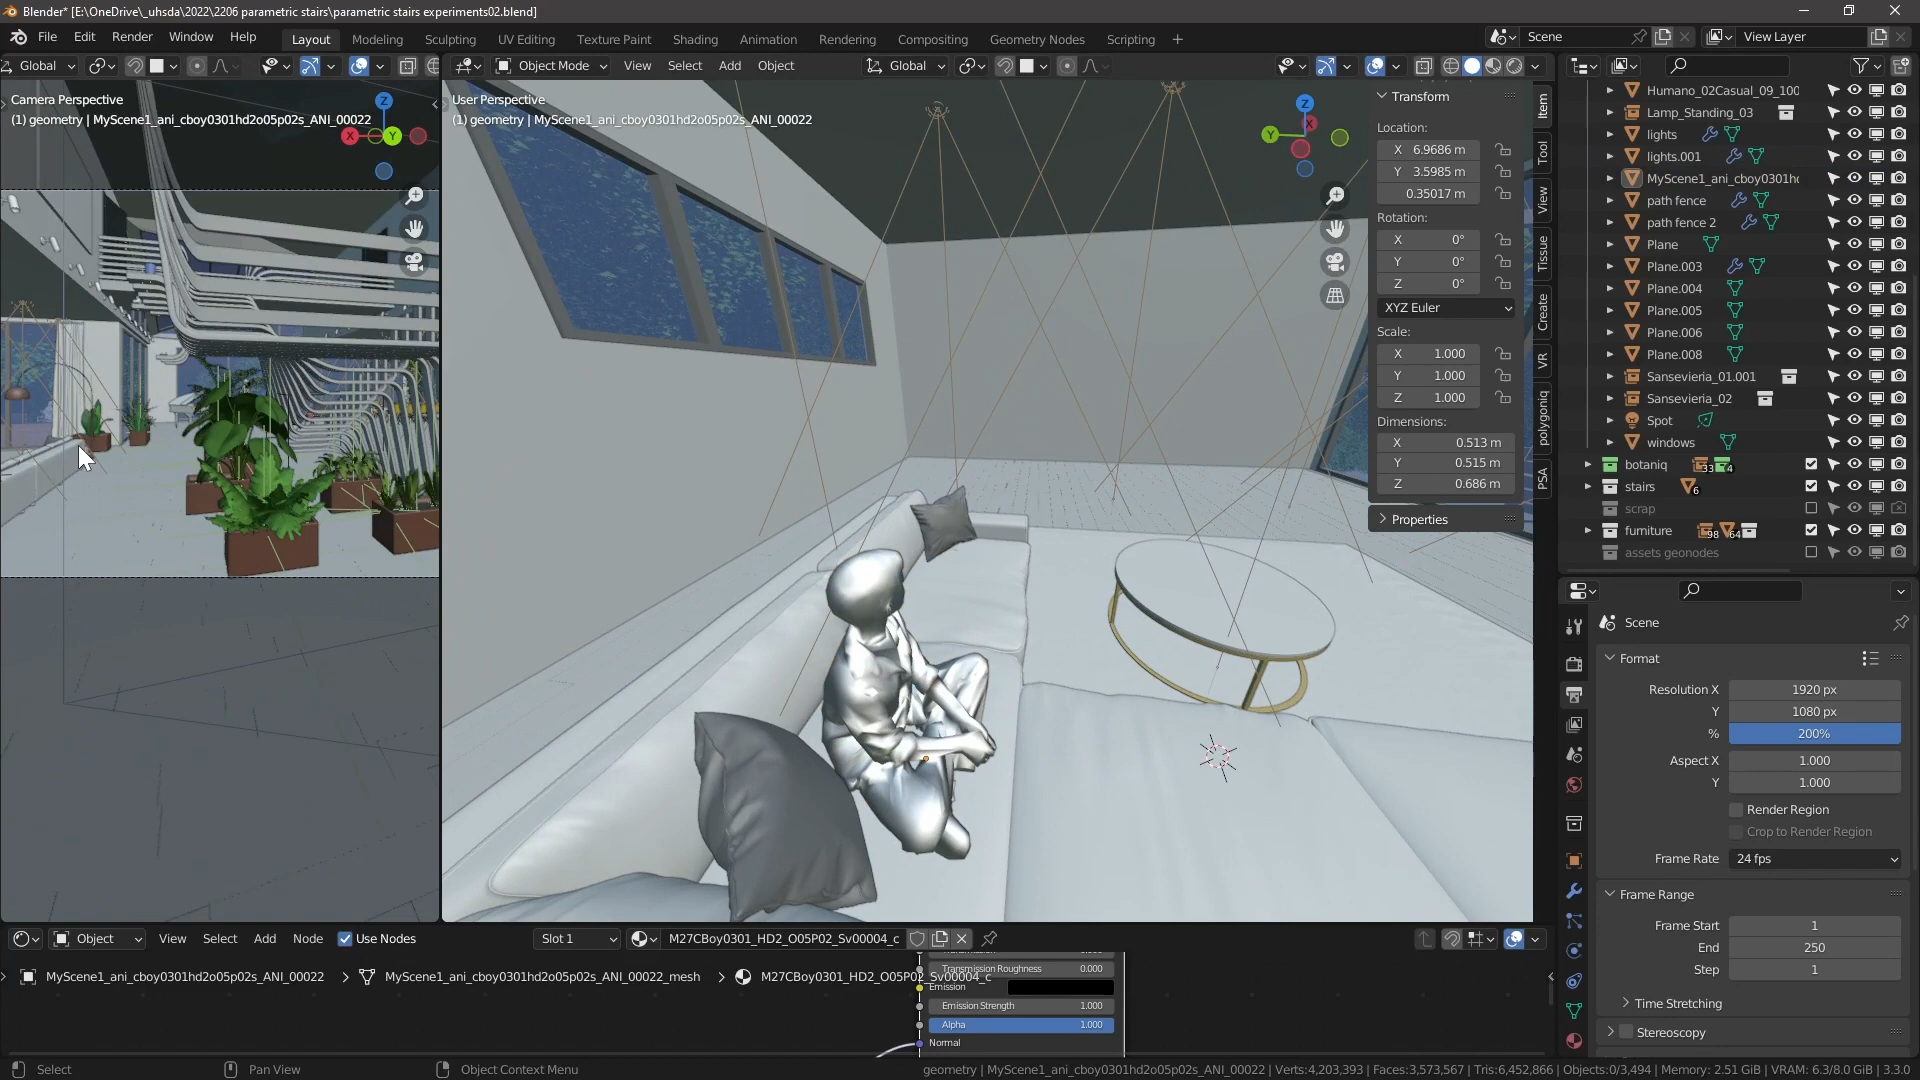 Blender* [E:\OneDrive\_uhsda\2022\2206 parametric stairs\parametric stairs experiments02.blend]
File Edit Render Window Help Layout Modeling Sculpting UV Editing Texture Paint Shading Animation Rendering Compositing Geometry Nodes Scripting + Scene View Layer
Global Object Mode View Select Add Object Global
Camera Perspective
(1) geometry | MyScene1_ani_cboy0301hd2o05p02s_ANI_00022
User Perspective
(1) geometry | MyScene1_ani_cboy0301hd2o05p02s_ANI_00022
Z
X
Y
Z
X
Y
Transform
Location:
X 6.9686 m
Y 3.5985 m
0.35017 m
Rotation:
X 0°
Y 0°
Z 0°
XYZ Euler
Scale:
X 1.000
Y 1.000
Z 1.000
Dimensions:
X 0.513 m
Y 0.515 m
Z 0.686 m
Properties
Item
Tool
View
Tissue
Create
VR
polygoniq
PSA
Humano_02Casual_09_100
Lamp_Standing_03
lights
lights.001
MyScene1_ani_cboy0301h
path fence
path fence 2
Plane
Plane.003
Plane.004
Plane.005
Plane.006
Plane.008
Sansevieria_01.001
Sansevieria_02
Spot
windows
botaniq 33 4
stairs 6
scrap
furniture 98 64
assets geonodes
Scene
Format
Resolution X 1920 px
Y 1080 px
% 200%
Aspect X 1.000
Y 1.000
Render Region
Crop to Render Region
Frame Rate 24 fps
Frame Range
Frame Start 1
End 250
Step 1
Time Stretching
Stereoscopy
Object View Select Add Node Use Nodes Slot 1 M27CBoy0301_HD2_O05P02_Sv00004_c
MyScene1_ani_cboy0301hd2o05p02s_ANI_00022 > MyScene1_ani_cboy0301hd2o05p02s_ANI_00022_mesh > M27CBoy0301_HD2_O05P02_Sv00004_c
Transmission Roughness 0.000
Emission
Emission Strength 1.000
Alpha 1.000
Normal
Select Pan View Object Context Menu
geometry | MyScene1_ani_cboy0301hd2o05p02s_ANI_00022 | Verts:4,203,393 | Faces:3,573,567 | Tris:6,452,866 | Objects:0/3,494 | Memory: 2.51 GiB | VRAM: 6.3/8.0 GiB | 3.3.0